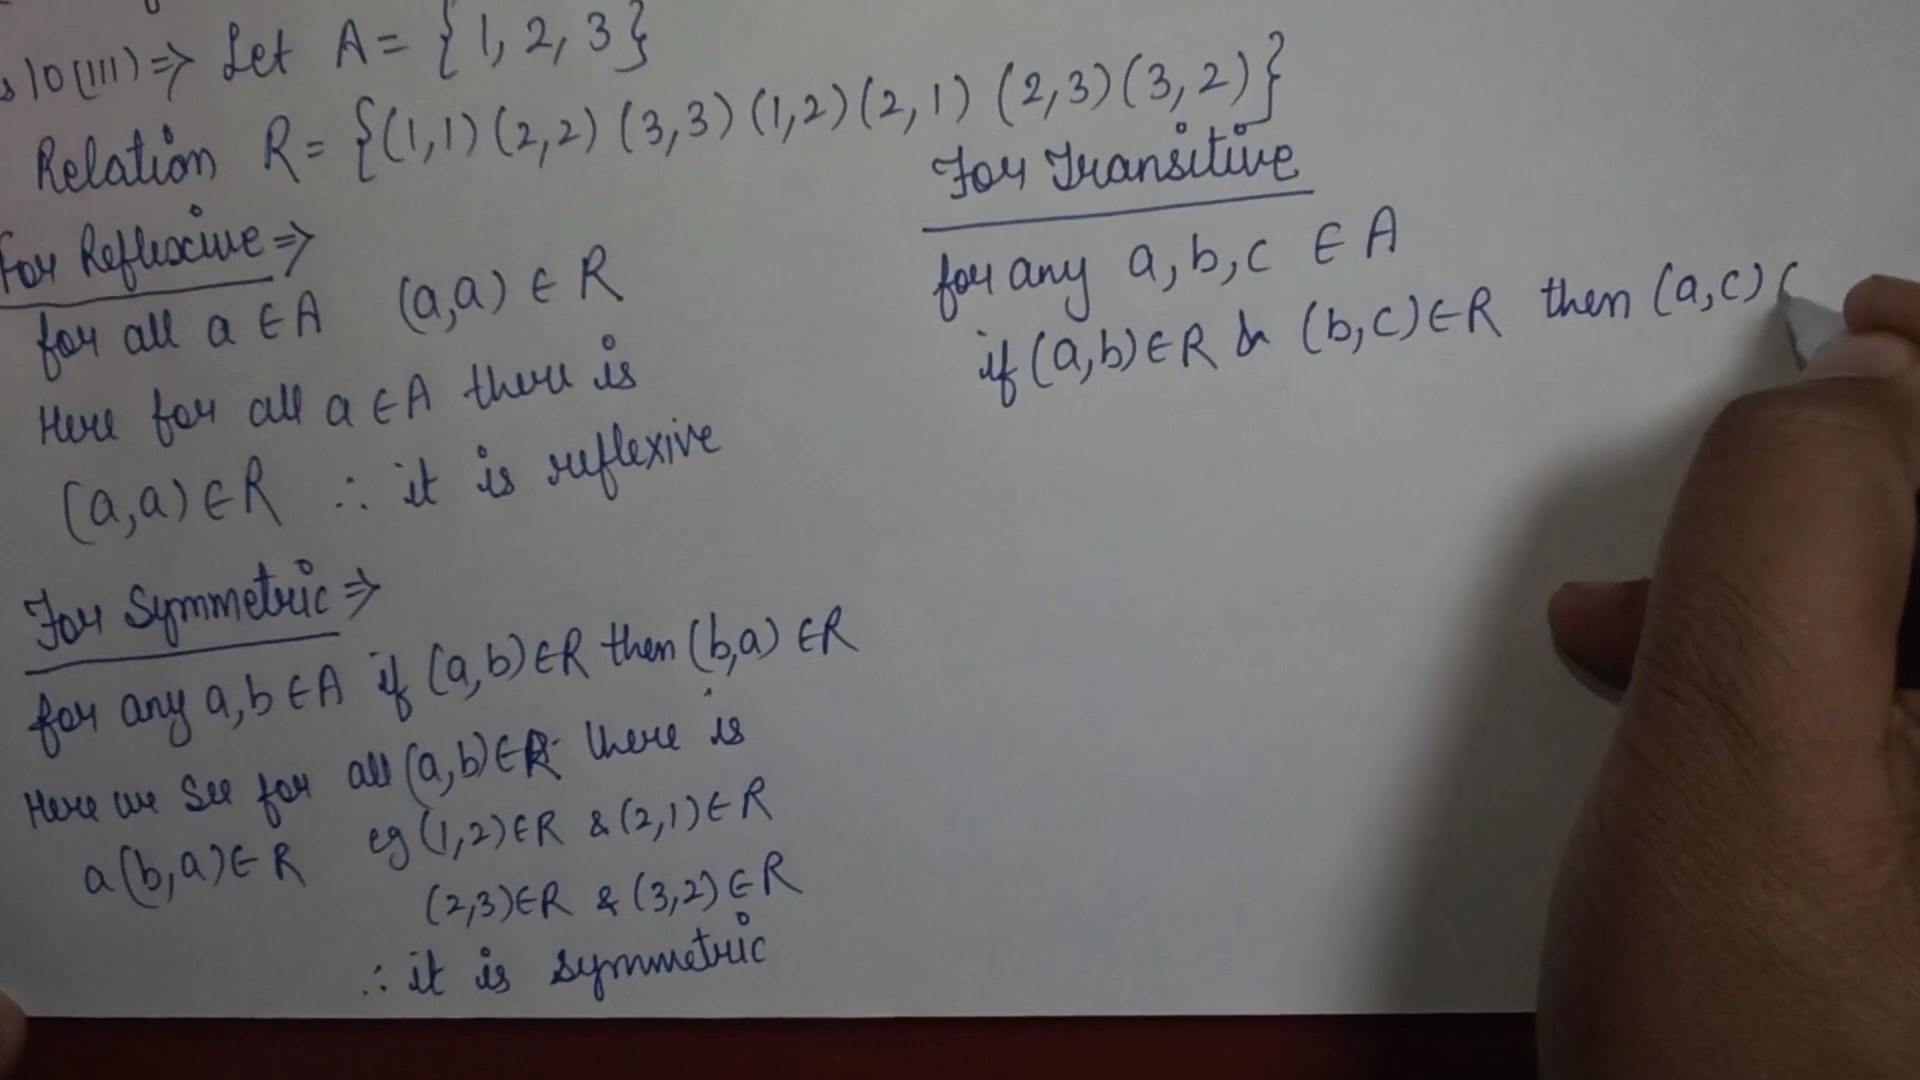 10(iii) ⇒ Let A = {1, 2, 3}
Relation R = {(1,1) (2,2) (3,3) (1,2) (2,1) (2,3) (3,2)}
For Reflexive ⇒
for all a ∈ A (a,a) ∈ R
Here for all a ∈ A there is
(a,a) ∈ R ∴ it is reflexive
For Symmetric ⇒
for any a,b ∈ A if (a,b) ∈ R then (b,a) ∈ R
Here we see for all (a,b) ∈ R there is
a (b,a) ∈ R eg (1,2) ∈ R & (2,1) ∈ R
(2,3) ∈ R & (3,2) ∈ R
∴ it is symmetric
For Transitive
for any a, b, c ∈ A
if (a,b) ∈ R & (b,c) ∈ R then (a,c) (